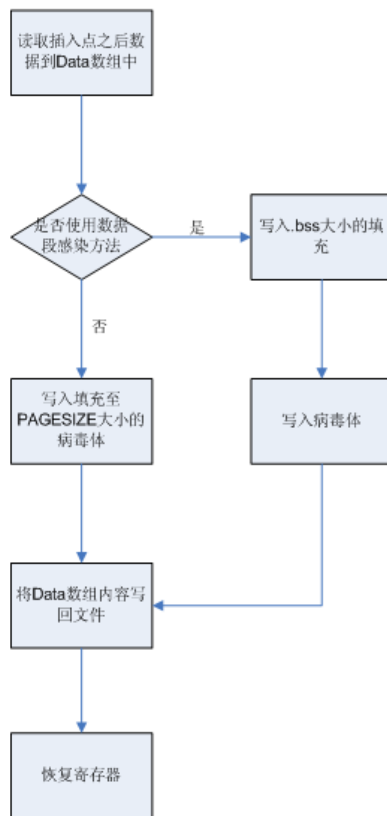 读取插入点之后数
据到Data数组中
是否使用数据
段感染方法
是
写入.bss大小的填
充
否
写入填充至
PAGESIZE大小的
病毒体
写入病毒体
将Data数组内容写
回文件
恢复寄存器